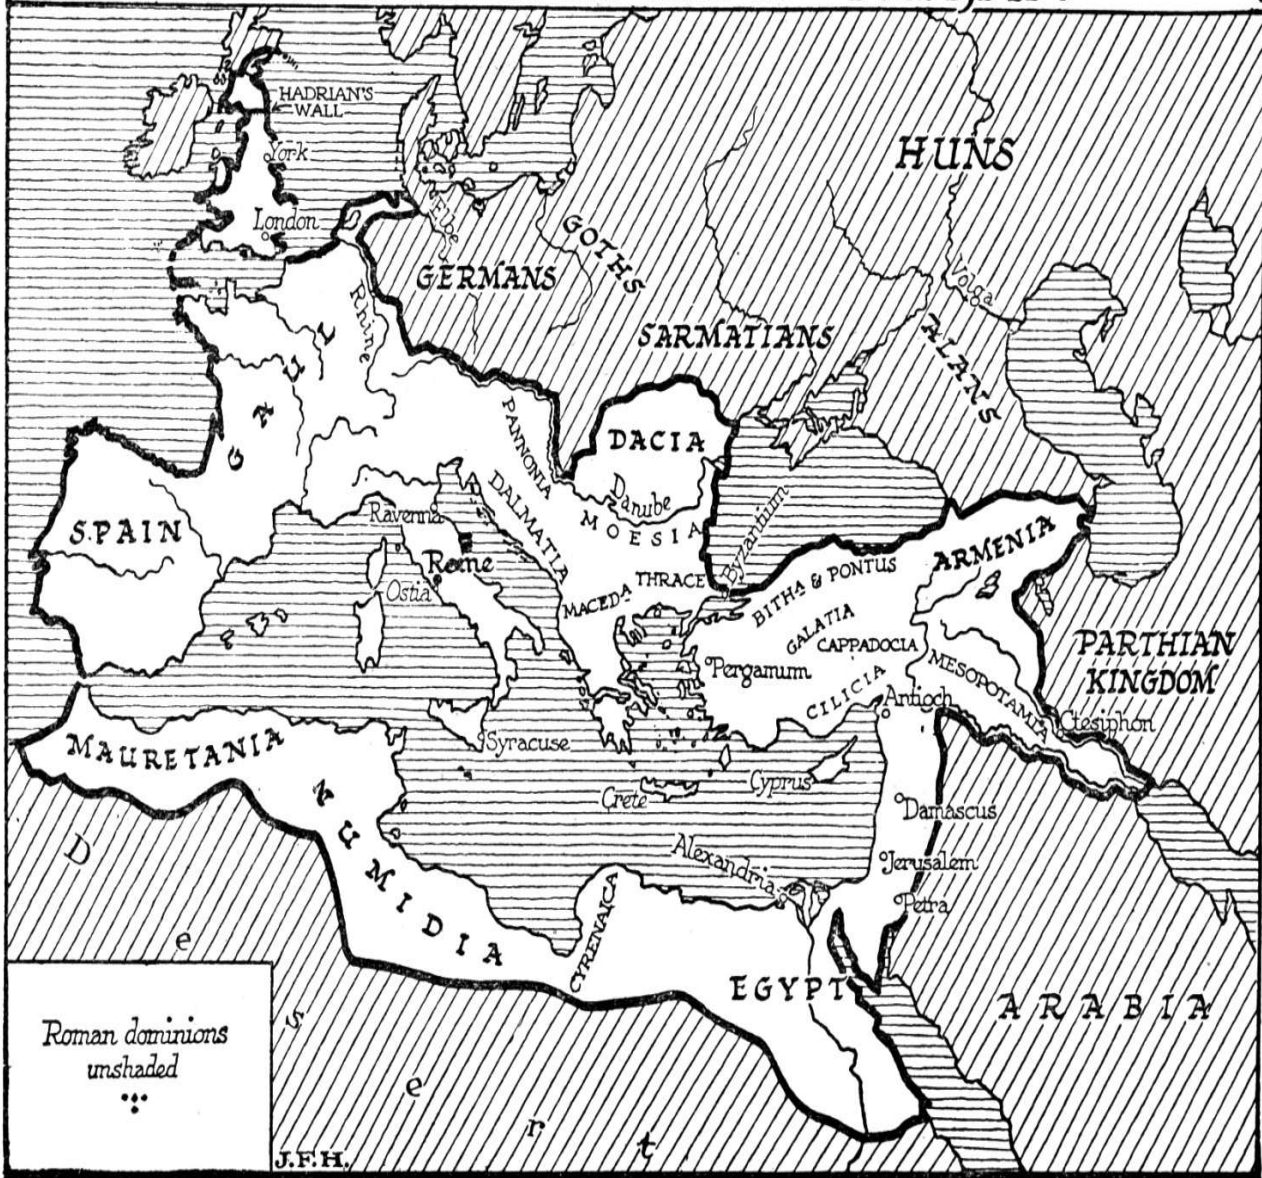 HADRIAN'S
WALL
York
London
HUNS
Elbe
GOTHS
GERMANS
Volga
Rhine
SARMATIANS
ALANS
GAUL
PANNONIA
DACIA
Danube
DALMATIA
MOESIA
SPAIN
Ravenna
Rome
Ostia
Byzantium
ARMENIA
THRACE
MACEDA
BITHA & PONTUS
GALATIA
CAPPADOCIA
PARTHIAN
KINGDOM
Pergamum
CILICIA
MESOPOTAMIA
Antioch
Ctesiphon
MAURETANIA
Syracuse
Crete
Cyprus
NUMIDIA
Damascus
Alexandria
Jerusalem
Petra
CYRENAICA
EGYPT
ARABIA
Desert
Roman dominions
unshaded
J.F.H.